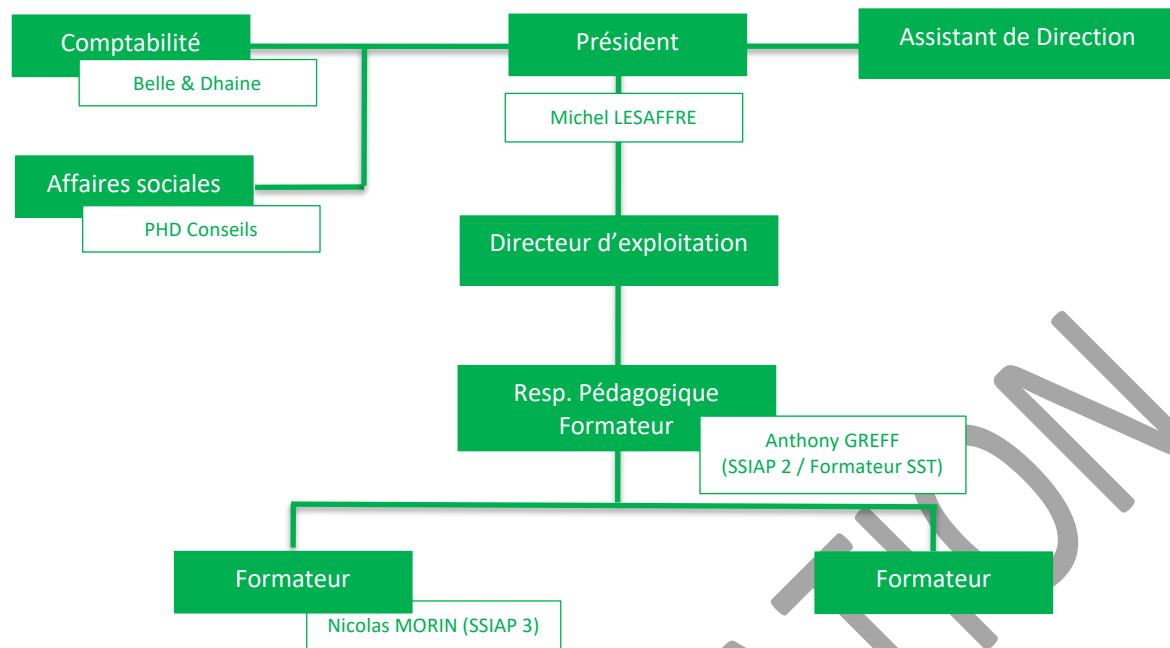 Comptabilité
Belle & Dhaine
Président
Michel LESAFFRE
Assistant de Direction
Affaires sociales
PHD Conseils
Directeur d’exploitation
Resp. Pédagogique
Formateur
Anthony GREFF
(SSIAP 2 / Formateur SST)
Formateur
Nicolas MORIN (SSIAP 3)
Formateur
TION